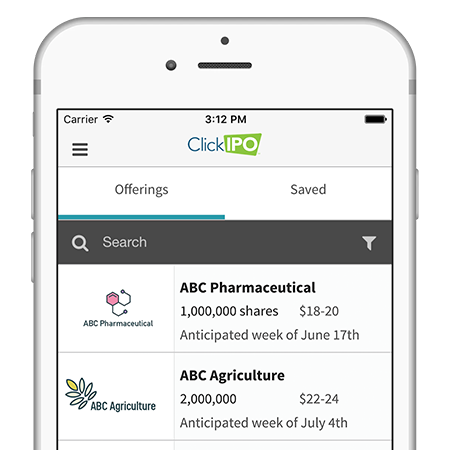 Carrier 3:12 PM
ClickIPO
Offerings Saved
Search
ABC Pharmaceutical
ABC Pharmaceutical
1,000,000 shares $18-20
Anticipated week of June 17th
ABC Agriculture
ABC Agriculture
2,000,000 $22-24
Anticipated week of July 4th